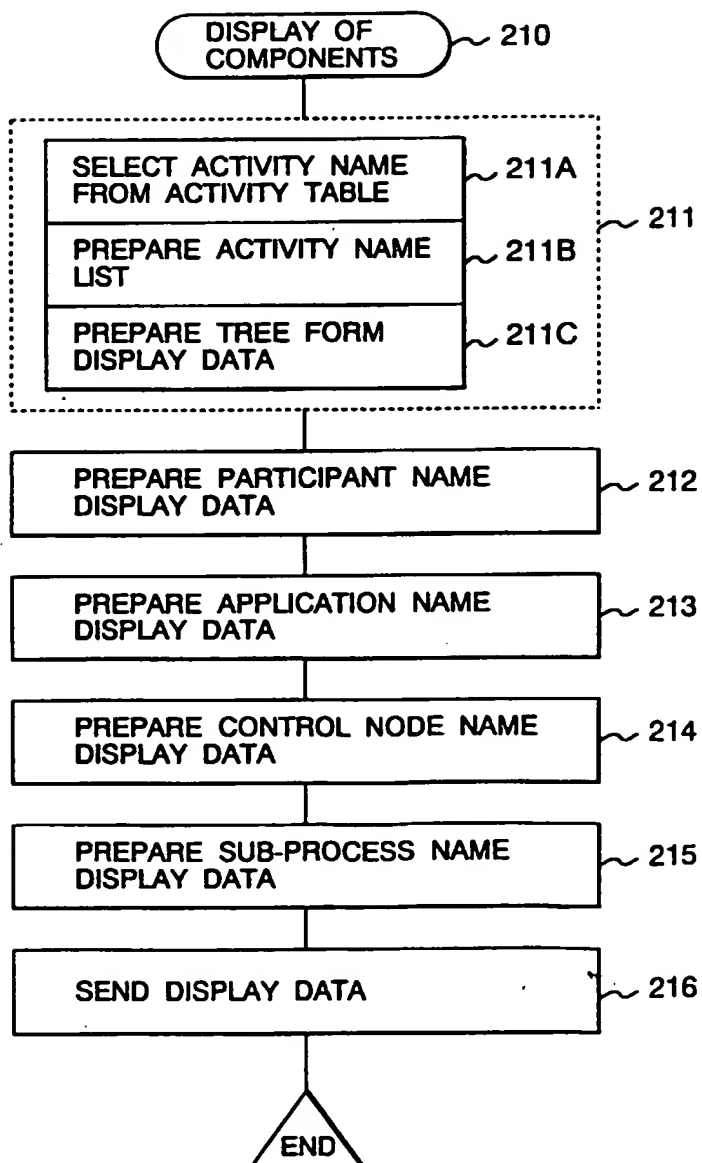 DISPLAY OF
COMPONENTS
210
SELECT ACTIVITY NAME
FROM ACTIVITY TABLE
211A
211
PREPARE ACTIVITY NAME
LIST
211B
PREPARE TREE FORM
DISPLAY DATA
211C
PREPARE PARTICIPANT NAME
DISPLAY DATA
212
PREPARE APPLICATION NAME
DISPLAY DATA
213
PREPARE CONTROL NODE NAME
DISPLAY DATA
214
PREPARE SUB-PROCESS NAME
DISPLAY DATA
215
SEND DISPLAY DATA
216
END